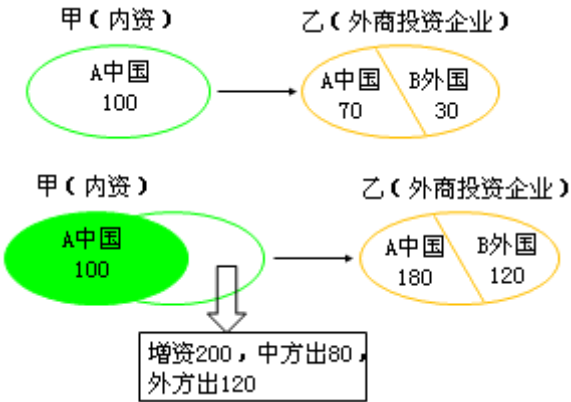 甲(内资) 乙(外商投资企业)
A中国 A中国 B外国
100 70 30
甲(内资) 乙(外商投资企业)
A中国 A中国 B外国
100 180 120
增资200，中方出80，
外方出120